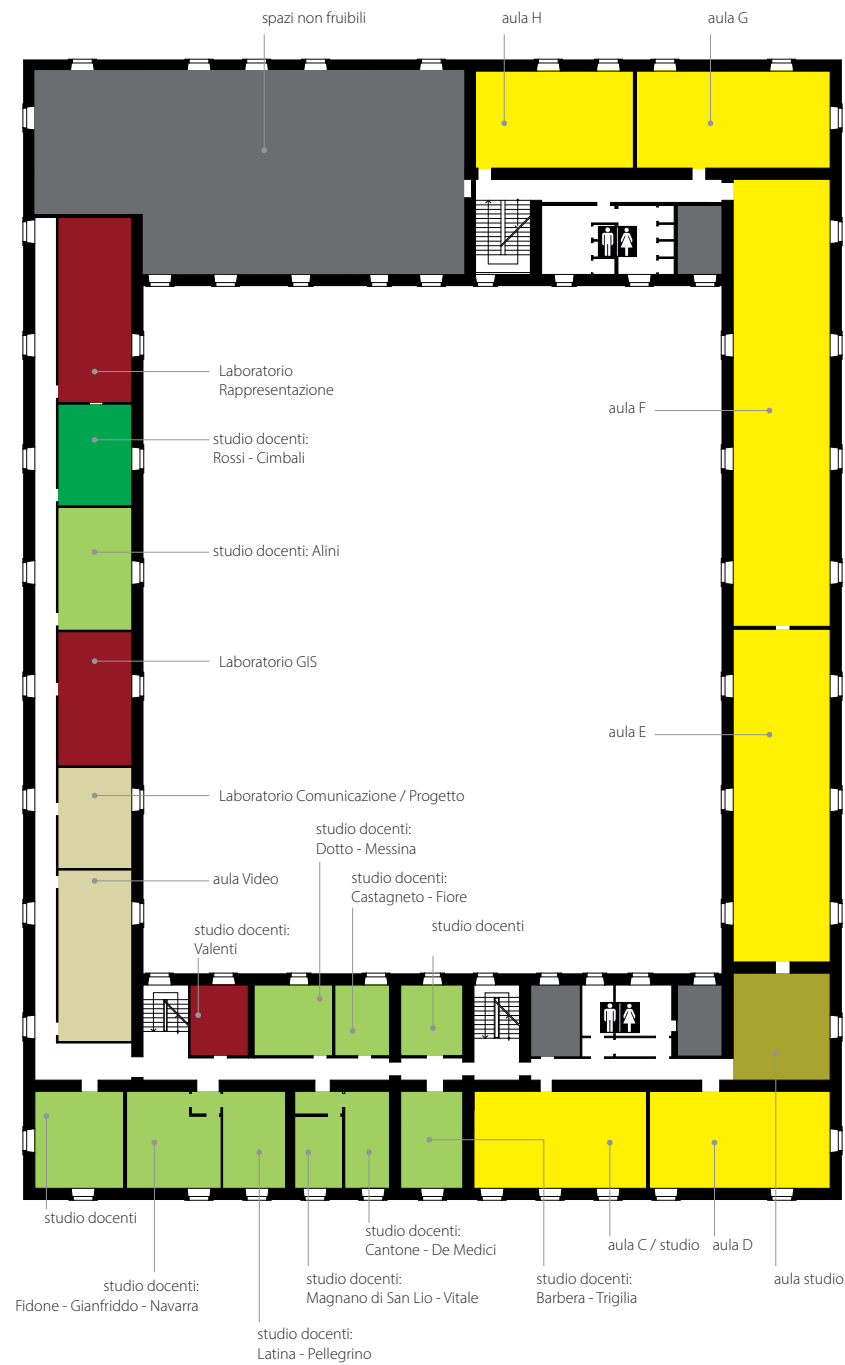 spazi non fruibili
aula H
aula G
Laboratorio
Rappresentazione
aula F
studio docenti:
Rossi - Cimbali
studio docenti: Alini
Laboratorio GIS
aula E
Laboratorio Comunicazione / Progetto
studio docenti:
Dotto - Messina
aula Video
studio docenti:
Castagneto - Fiore
studio docenti:
Valenti
studio docenti
studio docenti
studio docenti:
Cantone - De Medici
aula C / studio
aula D
studio docenti:
Fidone - Gianfriddo - Navarra
studio docenti:
Magnano di San Lio - Vitale
studio docenti:
Barbera - Trigilia
aula studio
studio docenti:
Latina - Pellegrino